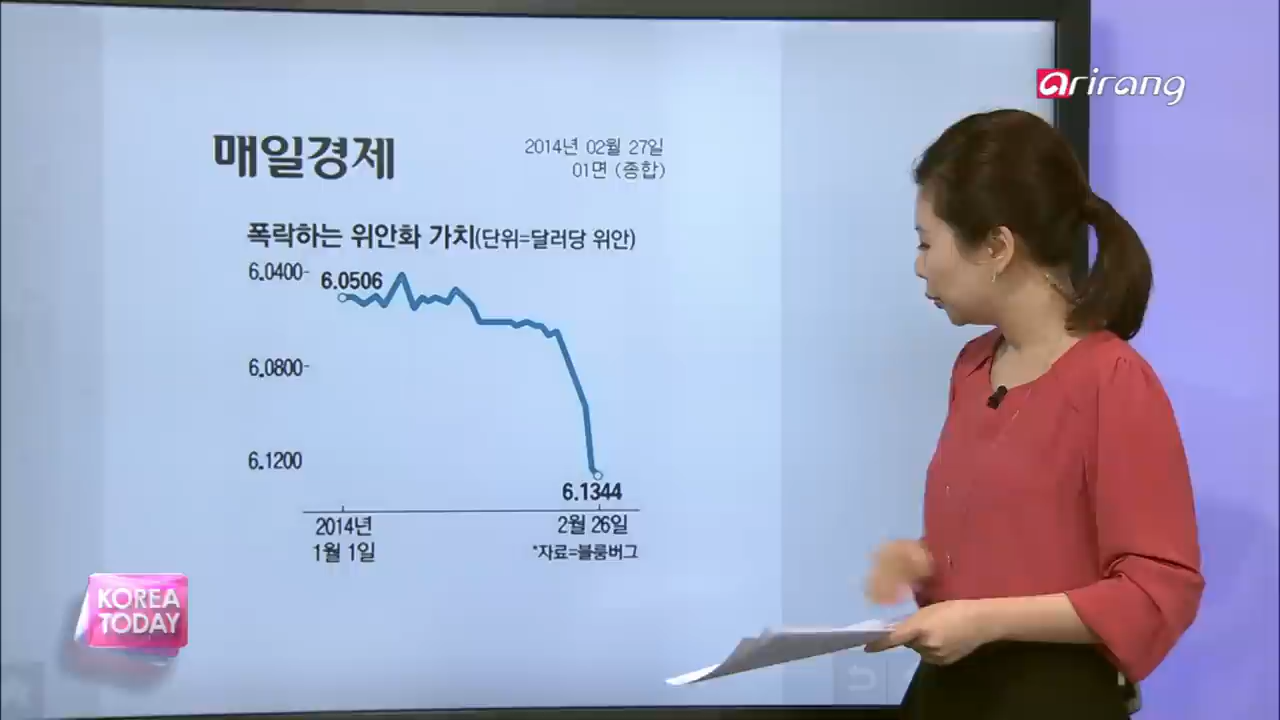 arirang
매일경제
2014년 02월 27일
01면 (종합)
폭락하는 위안화 가치(단위=달러당 위안)
6.0400
6.0506
6.0800
6.1200
6.1344
2014년
1월 1일
2월 26일
*자료=블룸버그
KOREA
TODAY